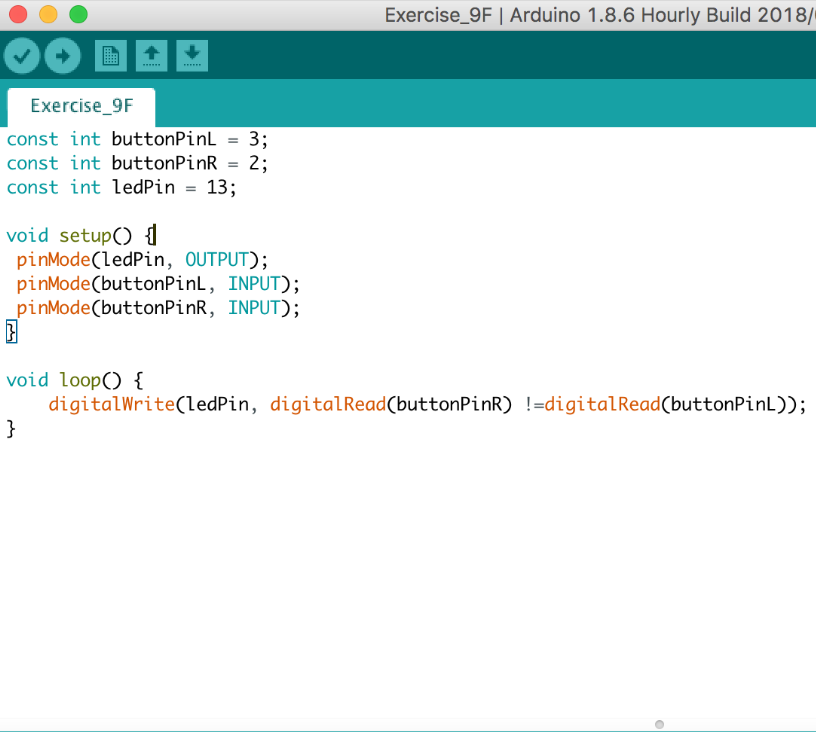 Exercise_9F | Arduino 1.8.6 Hourly Build 2018/
Exercise_9F
const int buttonPinL = 3;
const int buttonPinR = 2;
const int ledPin = 13;
void setup() {
 pinMode(ledPin, OUTPUT);
 pinMode(buttonPinL, INPUT);
 pinMode(buttonPinR, INPUT);
}
void loop() {
    digitalWrite(ledPin, digitalRead(buttonPinR) !=digitalRead(buttonPinL));
}